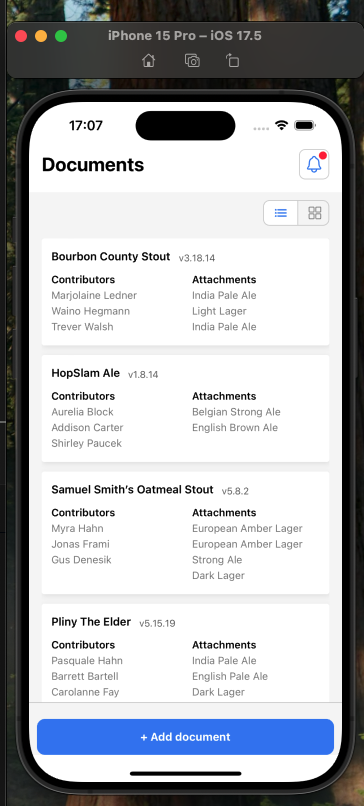 iPhone 15 Pro – iOS 17.5
17:07
Documents
Bourbon County Stout v3.18.14
Contributors Attachments
Marjolaine Ledner India Pale Ale
Waino Hegmann Light Lager
Trever Walsh India Pale Ale
HopSlam Ale v1.8.14
Contributors Attachments
Aurelia Block Belgian Strong Ale
Addison Carter English Brown Ale
Shirley Paucek
Samuel Smith’s Oatmeal Stout v5.8.2
Contributors Attachments
Myra Hahn European Amber Lager
Jonas Frami European Amber Lager
Gus Denesik Strong Ale
Dark Lager
Pliny The Elder v5.15.19
Contributors Attachments
Pasquale Hahn India Pale Ale
Barrett Bartell English Pale Ale
Carolanne Fay Dark Lager
+ Add document